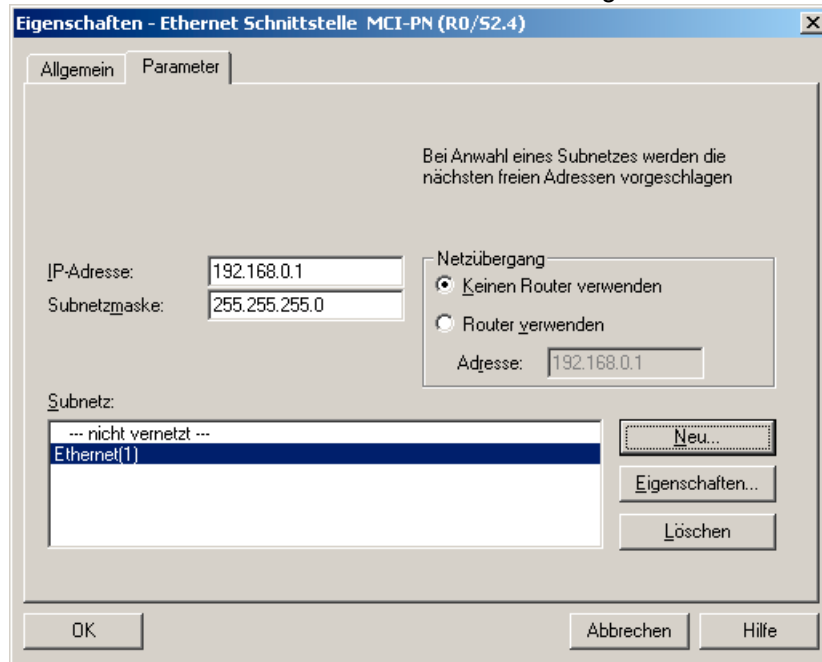 Eigenschaften - Ethernet Schnittstelle MCI-PN (R0/S2.4)
Allgemein Parameter
Bei Anwahl eines Subnetzes werden die
nächsten freien Adressen vorgeschlagen
IP-Adresse: 192.168.0.1
Subnetzmaske: 255.255.255.0
Netzübergang
Keinen Router verwenden
Router verwenden
Adresse: 192.168.0.1
Subnetz:
--- nicht vernetzt ---
Ethernet(1)
Neu...
Eigenschaften...
Löschen
OK Abbrechen Hilfe